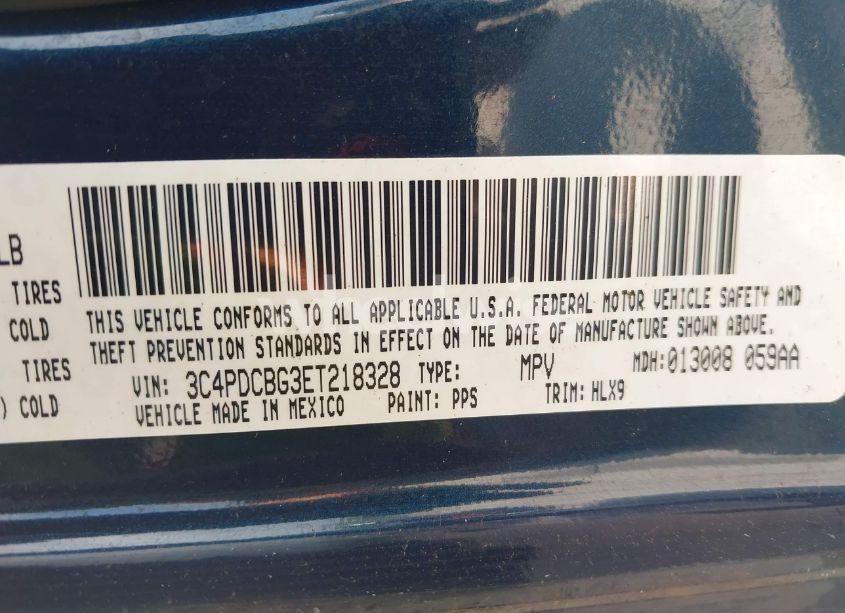 LB
TIRES
COLD
TIRES
) COLD
THIS VEHICLE CONFORMS TO ALL APPLICABLE U.S.A. FEDERAL MOTOR VEHICLE SAFETY AND
THEFT PREVENTION STANDARDS IN EFFECT ON THE DATE OF MANUFACTURE SHOWN ABOVE.
VIN: 3C4PDCBG3ET218328 TYPE: MPV MDH:013008 059AA
VEHICLE MADE IN MEXICO PAINT: PPS TRIM: HLX9